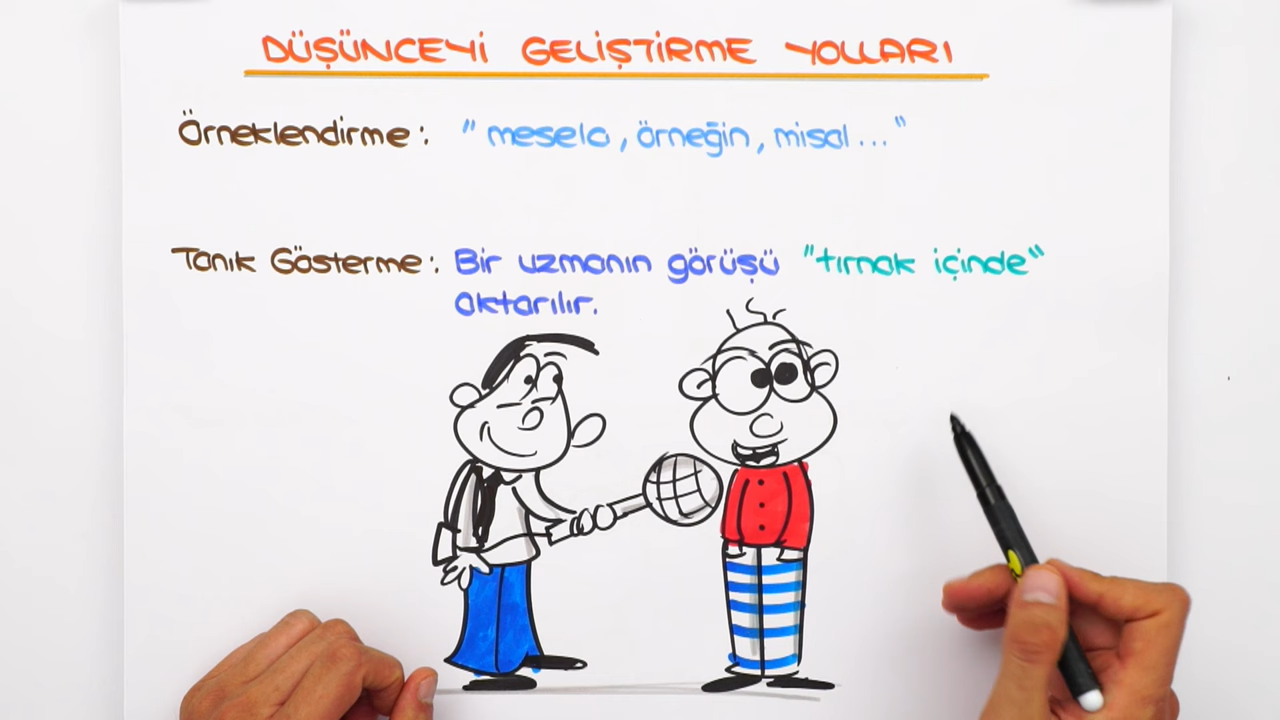 DÜŞÜNCEYİ GELİŞTİRME YOLLARI
Örneklendirme: "mesela, örneğin, misal..."
Tanık Gösterme: Bir uzmanın görüşü "tırnak içinde"
aktarılır.